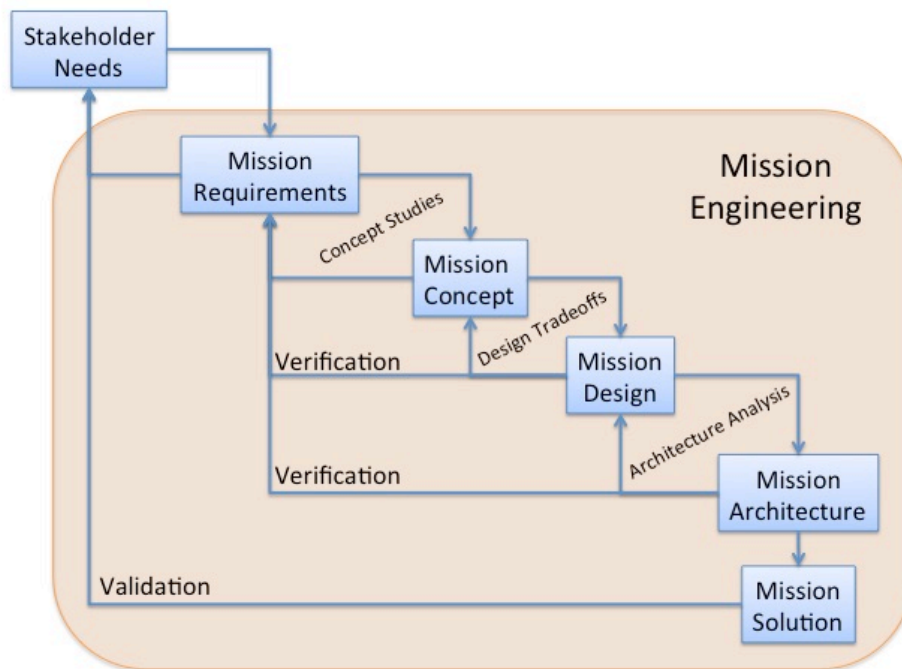 Stakeholder
Needs
Mission
Requirements
Mission
Engineering
Concept Studies
Mission
Concept
Design Tradeoffs
Verification
Mission
Design
Architecture Analysis
Verification
Mission
Architecture
Validation
Mission
Solution